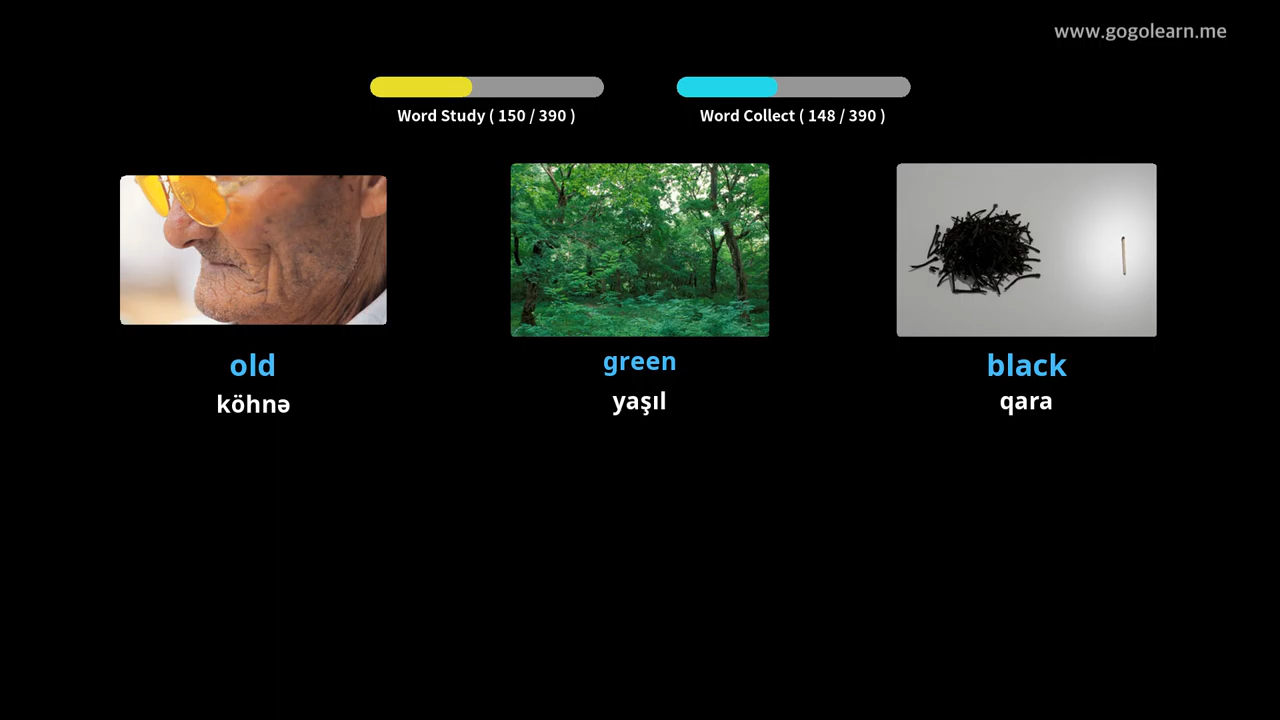 www.gogolearn.me
Word Study ( 150 / 390 )
Word Collect ( 148 / 390 )
old
köhnə
green
yaşıl
black
qara